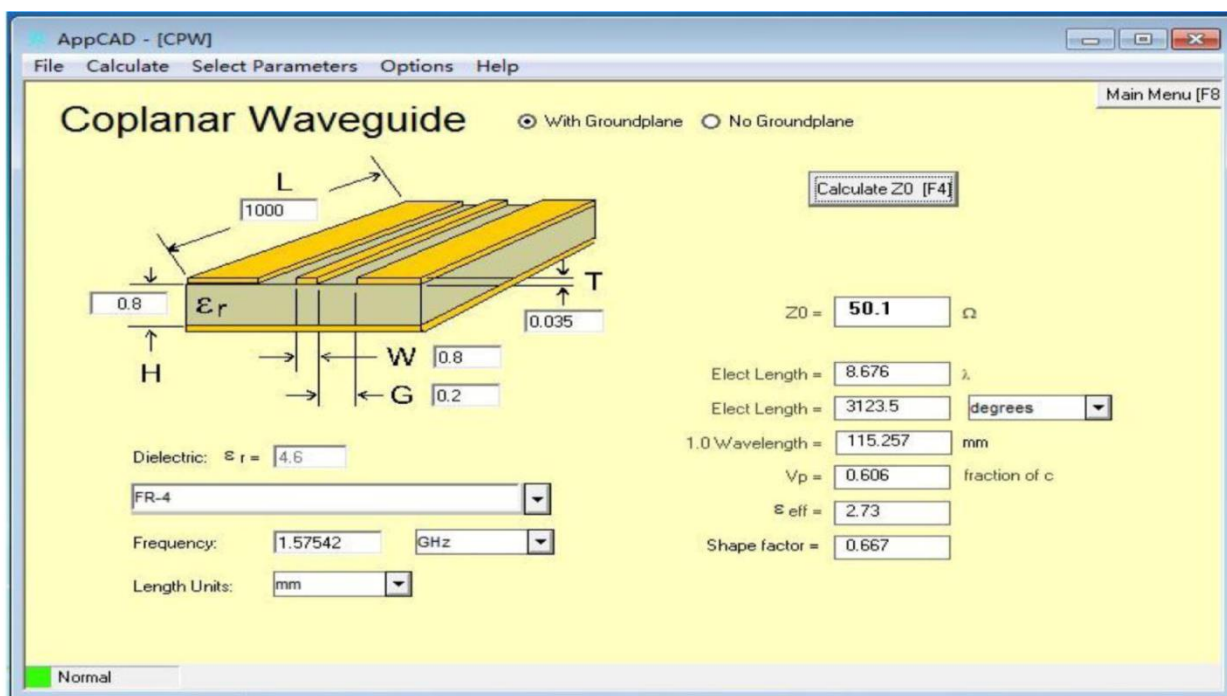 AppCAD - [CPW]
File Calculate Select Parameters Options Help
Main Menu [F8
Coplanar Waveguide
With Groundplane No Groundplane
L
1000
Calculate Z0 [F4]
0.8
εr
T
0.035
H
W 0.8
G 0.2
Z0 = 50.1 Ω
Elect Length = 8.676 λ
Elect Length = 3123.5 degrees
1.0 Wavelength = 115.257 mm
Vp = 0.606 fraction of c
ε eff = 2.73
Shape factor = 0.667
Dielectric: ε r = 4.6
FR-4
Frequency: 1.57542 GHz
Length Units: mm
Normal